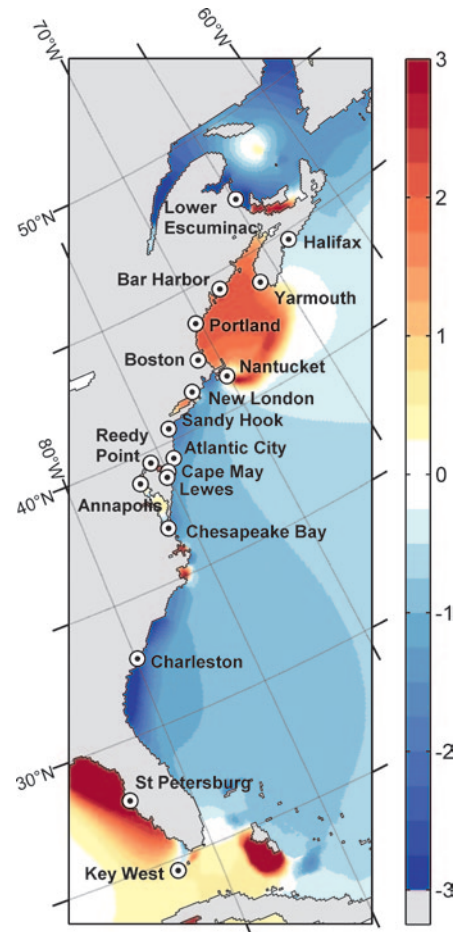 70°W
60°W
3
50°N
Lower
Escuminac
Halifax
2
Bar Harbor
Yarmouth
Portland
1
Boston
Nantucket
New London
Sandy Hook
80°W
Reedy
Point
Atlantic City
0
40°N
Cape May
Lewes
Annapolis
Chesapeake Bay
-1
Charleston
-2
30°N
St Petersburg
Key West
-3